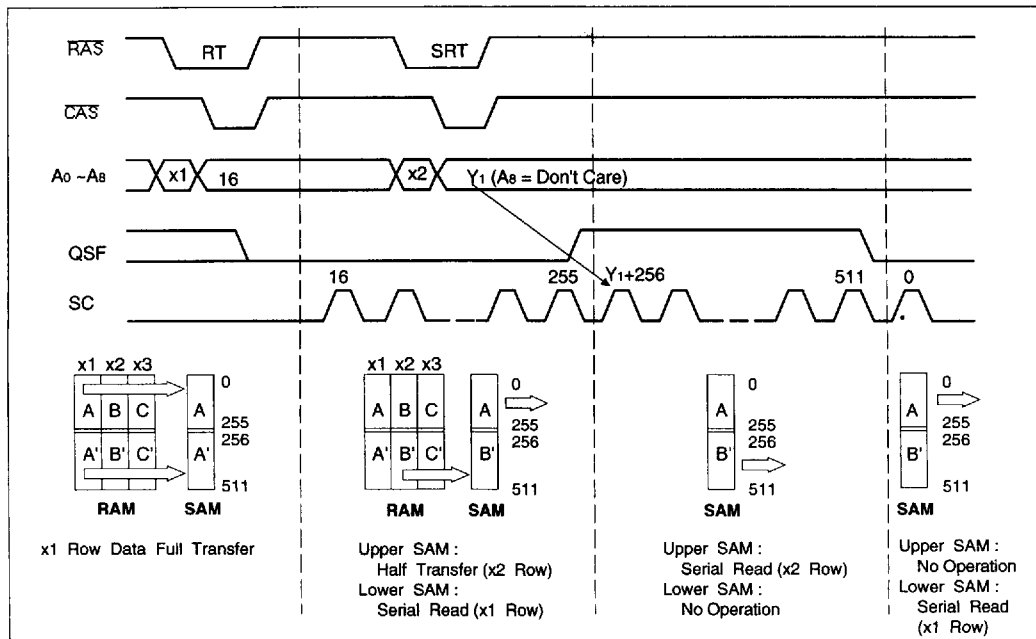 RAS RT SRT
CAS
A0 ~A8 x1 16 x2 Y1 (A8 = Don't Care)
QSF
16 255 Y1+256 511 0
SC
x1 x2 x3
A B C
A' B' C'
RAM
A
A'
0
255
256
511
SAM
x1 Row Data Full Transfer
x1 x2 x3
A B C
A' B' C'
RAM
A
B'
0
255
256
511
SAM
Upper SAM :
Half Transfer (x2 Row)
Lower SAM :
Serial Read (x1 Row)
A
B'
0
255
256
511
SAM
Upper SAM :
Serial Read (x2 Row)
Lower SAM :
No Operation
A
B'
0
255
256
511
SAM
Upper SAM :
No Operation
Lower SAM :
Serial Read
(x1 Row)